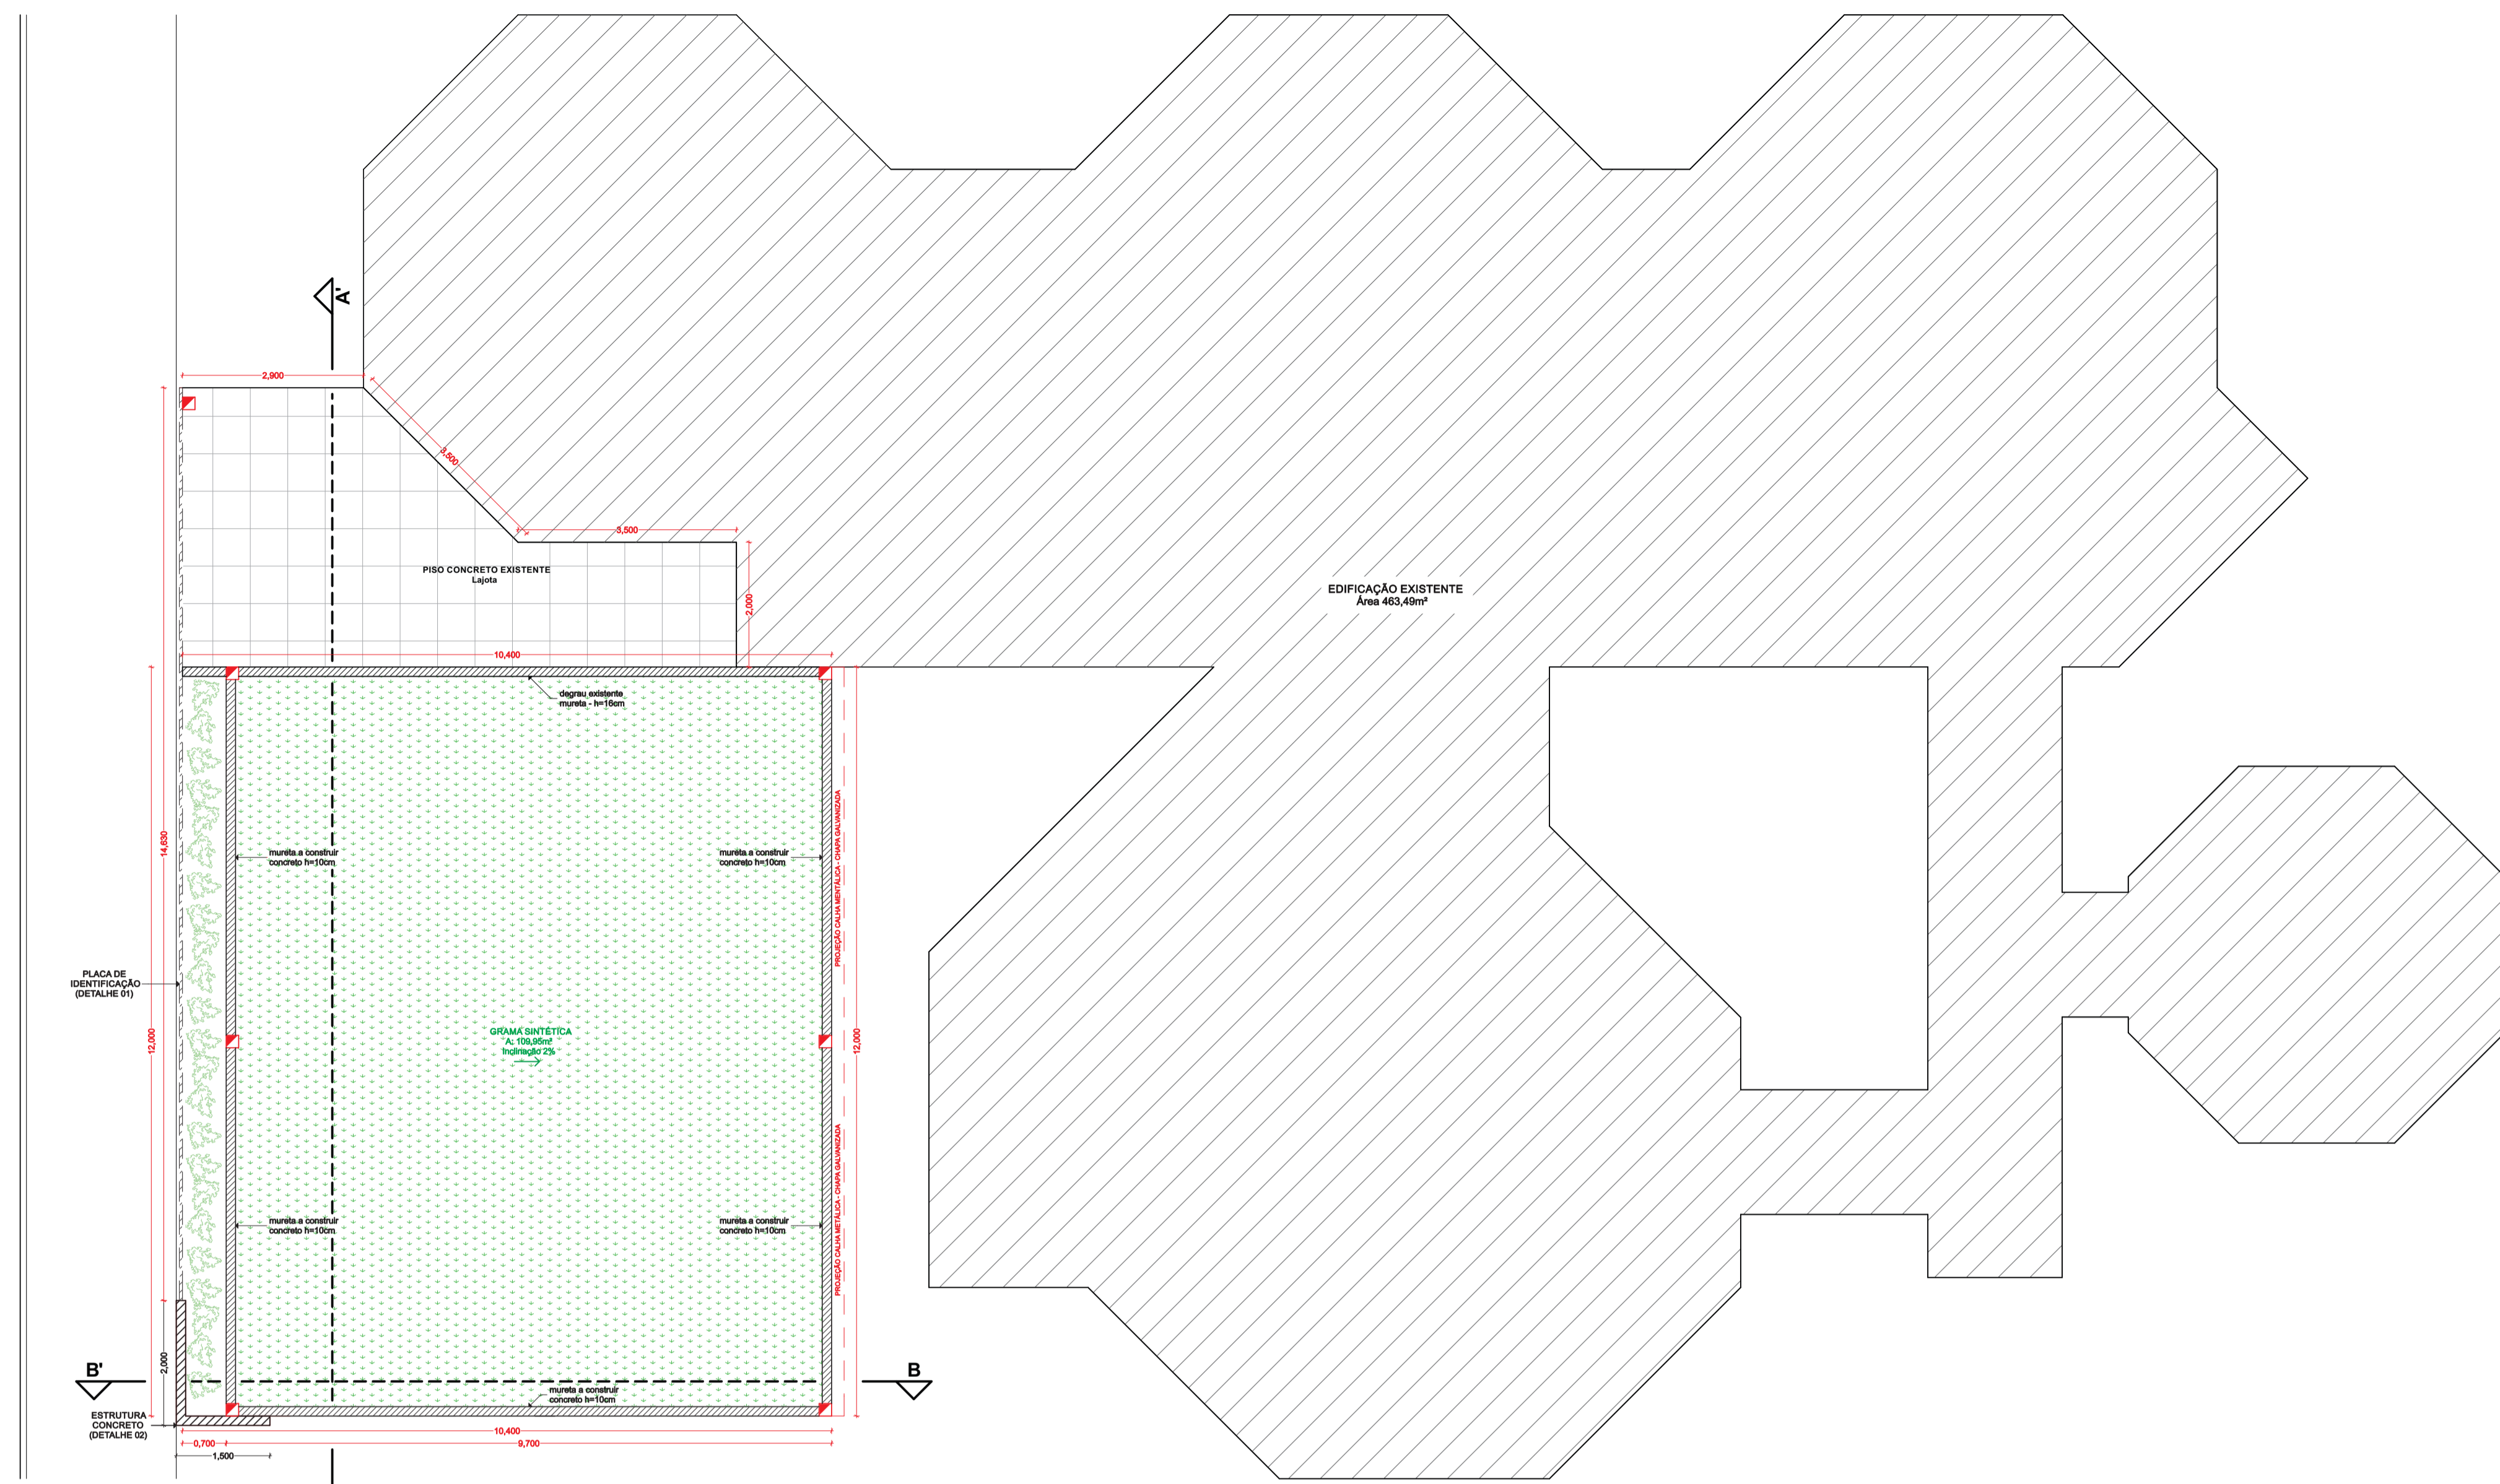 A'
2,900
3,500
3,500
PISO CONCRETO EXISTENTE
Lajota
2,000
EDIFICAÇÃO EXISTENTE
Área 463,49m²
10,400
degrau existente
mureta - h=16cm
14,630
mureta a construir
concreto h=10cm
mureta a construir
concreto h=10cm
PROJEÇÃO CALHA MENTÁLICA - CHAPA GALVANIZADA
PLACA DE
IDENTIFICAÇÃO
(DETALHE 01)
12,000
GRAMA SINTÉTICA
A: 109,95m²
Inclinação 2%
12,000
mureta a construir
concreto h=10cm
mureta a construir
concreto h=10cm
PROJEÇÃO CALHA METÁLICA - CHAPA GALVANIZADA
2,000
B'
B
mureta a construir
concreto h=10cm
ESTRUTURA
CONCRETO
(DETALHE 02)
10,400
0,700
9,700
1,500